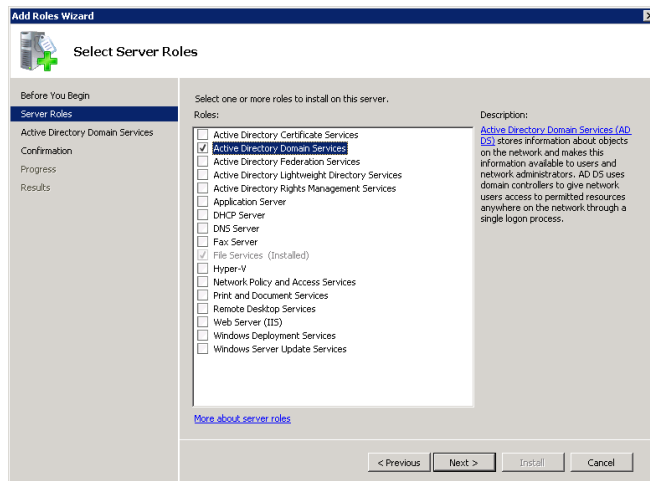 Add Roles Wizard
Select Server Roles
Before You Begin
Server Roles
Active Directory Domain Services
Confirmation
Progress
Results
Select one or more roles to install on this server.
Roles:
Active Directory Certificate Services
Active Directory Domain Services
Active Directory Federation Services
Active Directory Lightweight Directory Services
Active Directory Rights Management Services
Application Server
DHCP Server
DNS Server
Fax Server
File Services (Installed)
Hyper-V
Network Policy and Access Services
Print and Document Services
Remote Desktop Services
Web Server (IIS)
Windows Deployment Services
Windows Server Update Services
More about server roles
Description:
Active Directory Domain Services (AD
DS) stores information about objects
on the network and makes this
information available to users and
network administrators. AD DS uses
domain controllers to give network
users access to permitted resources
anywhere on the network through a
single logon process.
< Previous
Next >
Install
Cancel